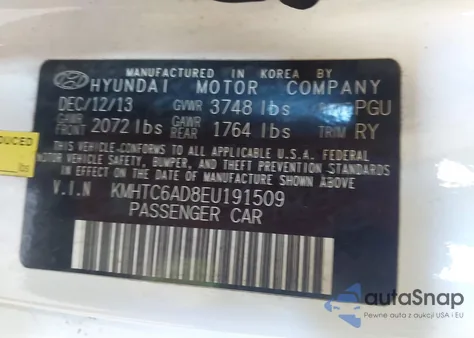 MANUFACTURED IN KOREA BY
HYUNDAI MOTOR COMPANY
DEC/12/13 GVWR 3748 lbs PGU
GAWR FRONT 2072 lbs GAWR REAR 1764 lbs TRIM RY
THIS VEHICLE CONFORMS TO ALL APPLICABLE U.S.A. FEDERAL
MOTOR VEHICLE SAFETY, BUMPER, AND THEFT PREVENTION
STANDARDS IN EFFECT ON THE DATE OF MANUFACTURE SHOWN ABOVE
V.I.N KMHTC6AD8EU191509
PASSENGER CAR
DUCED
lbs
autoSnap
Pewne auta z aukcji USA i EU